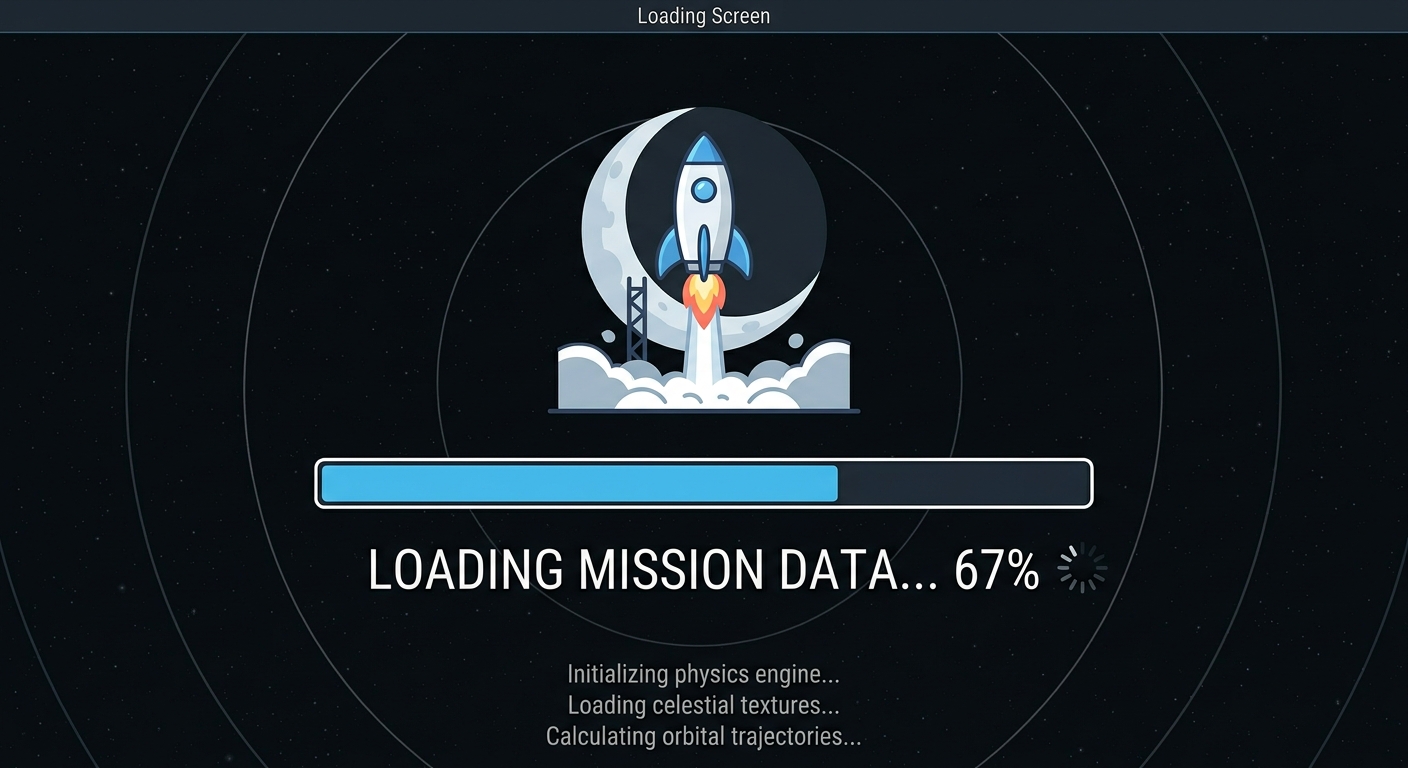 Loading Screen
LOADING MISSION DATA... 67%
Initializing physics engine...
Loading celestial textures...
Calculating orbital trajectories...